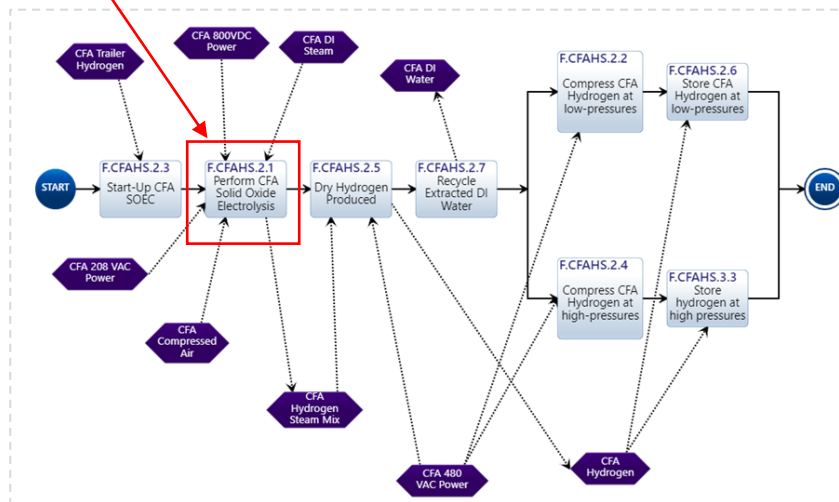 CFA Trailer
Hydrogen
CFA 800VDC
Power
CFA DI
Steam
CFA DI
Water
F.CFAHS.2.2
Compress CFA
Hydrogen at
low-pressures
F.CFAHS.2.6
Store CFA
Hydrogen at
low-pressures
START
F.CFAHS.2.3
Start-Up CFA
SOEC
F.CFAHS.2.1
Perform CFA
Solid Oxide
Electrolysis
F.CFAHS.2.5
Dry Hydrogen
Produced
F.CFAHS.2.7
Recycle
Extracted DI
Water
END
CFA 208 VAC
Power
F.CFAHS.2.4
Compress CFA
Hydrogen at
high-pressures
F.CFAHS.3.3
Store
hydrogen at
high pressures
CFA
Compressed
Air
CFA
Hydrogen
Steam Mix
CFA 480
VAC Power
CFA
Hydrogen